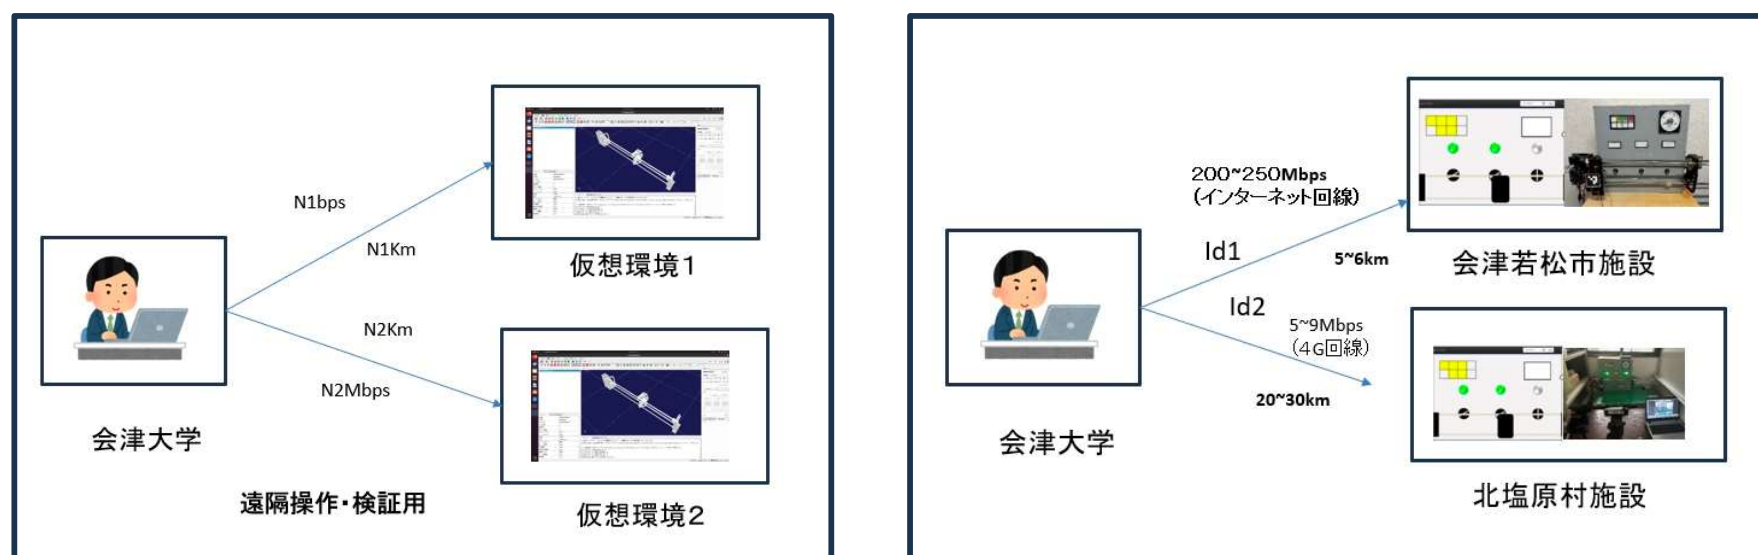 N1bps
N1Km
仮想環境1
N2Km
N2Mbps
会津大学
遠隔操作・検証用
仮想環境2
200~250Mbps
(インターネット回線)
Id1
5~6km
会津若松市施設
Id2
5~9Mbps
(4G回線)
20~30km
会津大学
北塩原村施設